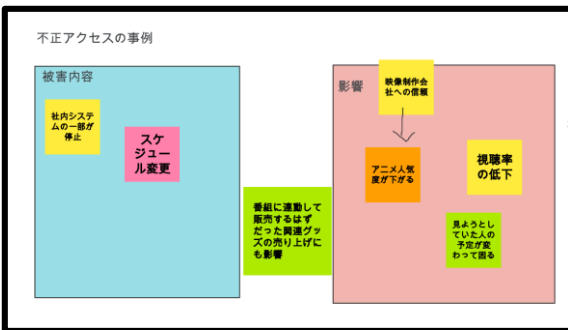 不正アクセスの事例
被害内容
社内システ
ムの一部が
停止
スケ
ジュー
ル変更
番組に連動して
販売するはず
だった関連グッ
ズの売り上げに
も影響
影響
映像制作会
社への信頼
アニメ人気
度が下がる
視聴率
の低下
見ようとし
ていた人の
予定が変
わって困る